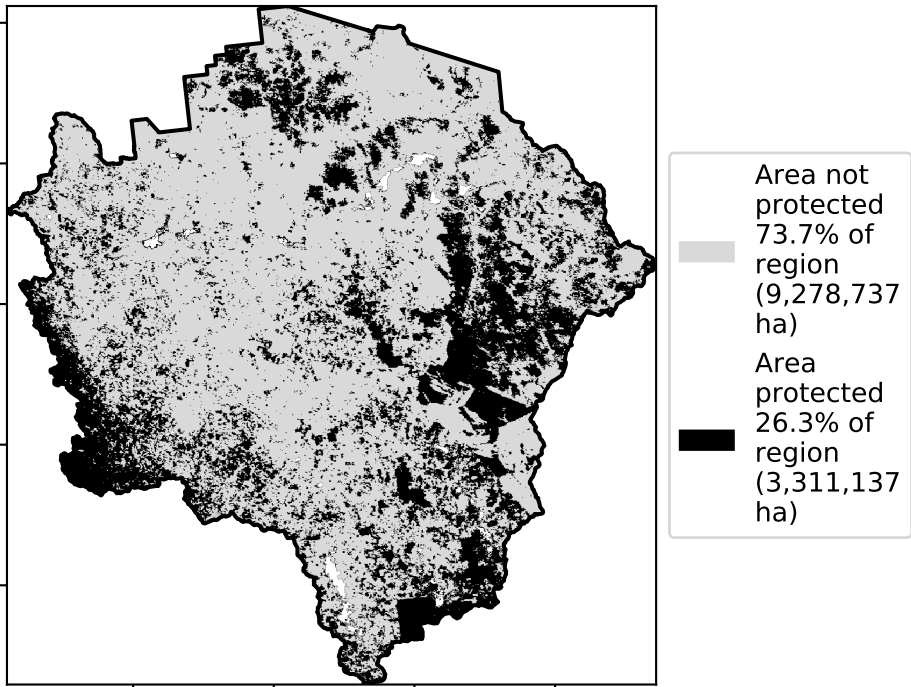 Area not
protected
73.7% of
region
(9,278,737
ha)
Area
protected
26.3% of
region
(3,311,137
ha)